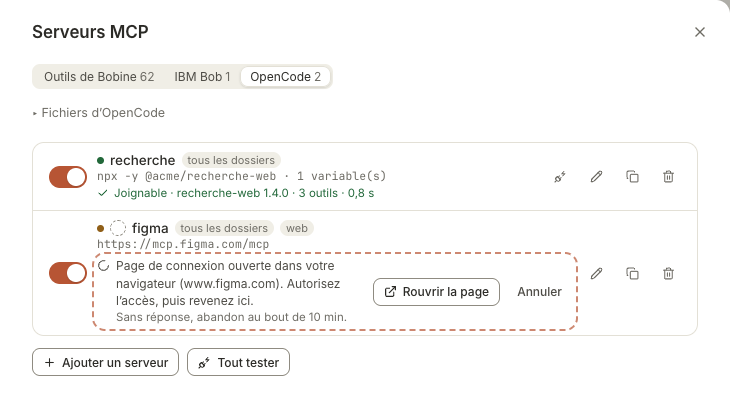 Serveurs MCP
Outils de Bobine 62 IBM Bob 1 OpenCode 2
Fichiers d’OpenCode
recherche tous les dossiers
npx -y @acme/recherche-web · 1 variable(s)
Joignable · recherche-web 1.4.0 · 3 outils · 0,8 s
figma tous les dossiers web
https://mcp.figma.com/mcp
Page de connexion ouverte dans votre
navigateur (www.figma.com). Autorisez
l’accès, puis revenez ici.
Sans réponse, abandon au bout de 10 min.
Rouvrir la page Annuler
Ajouter un serveur Tout tester